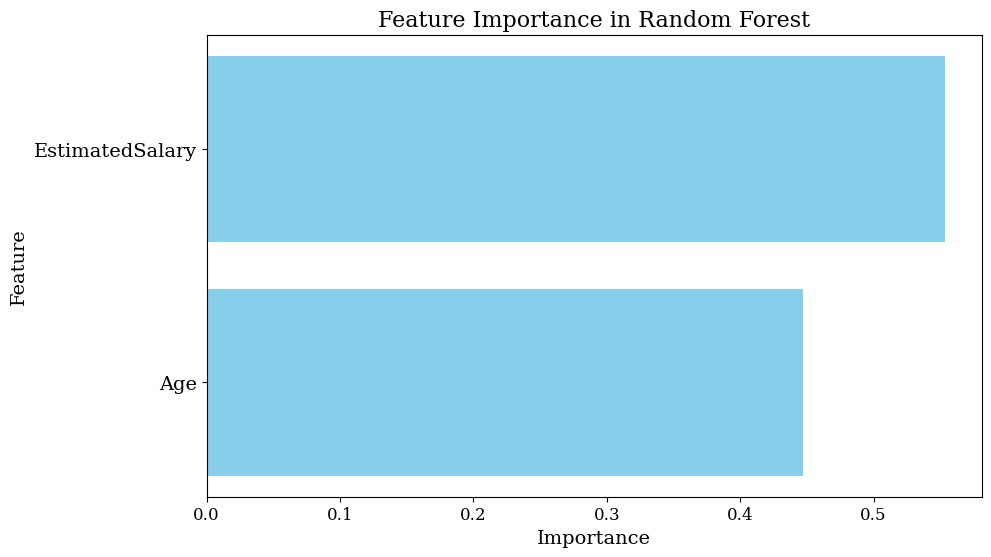 Feature Importance in Random Forest
EstimatedSalary
Feature
Age
0.0 0.1 0.2 0.3 0.4 0.5
Importance